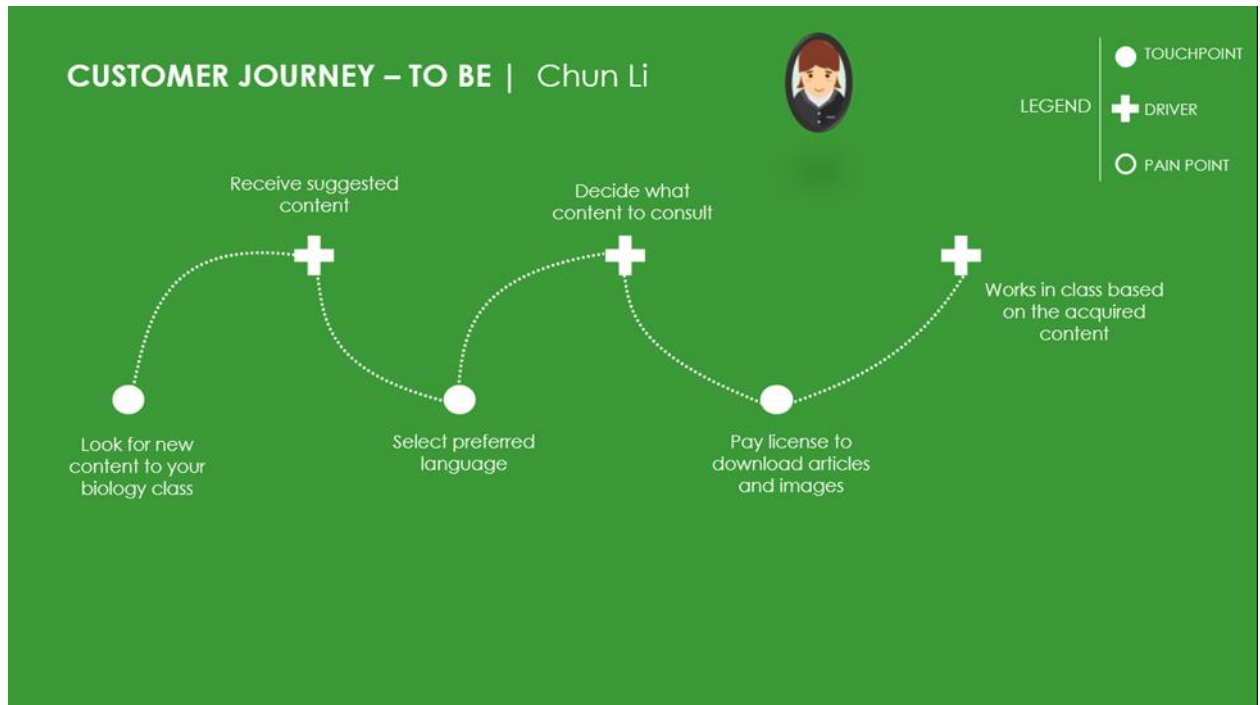 CUSTOMER JOURNEY – TO BE | Chun Li
LEGEND
TOUCHPOINT
DRIVER
PAIN POINT
Receive suggested
content
Decide what
content to consult
Works in class based
on the acquired
content
Look for new
content to your
biology class
Select preferred
language
Pay license to
download articles
and images